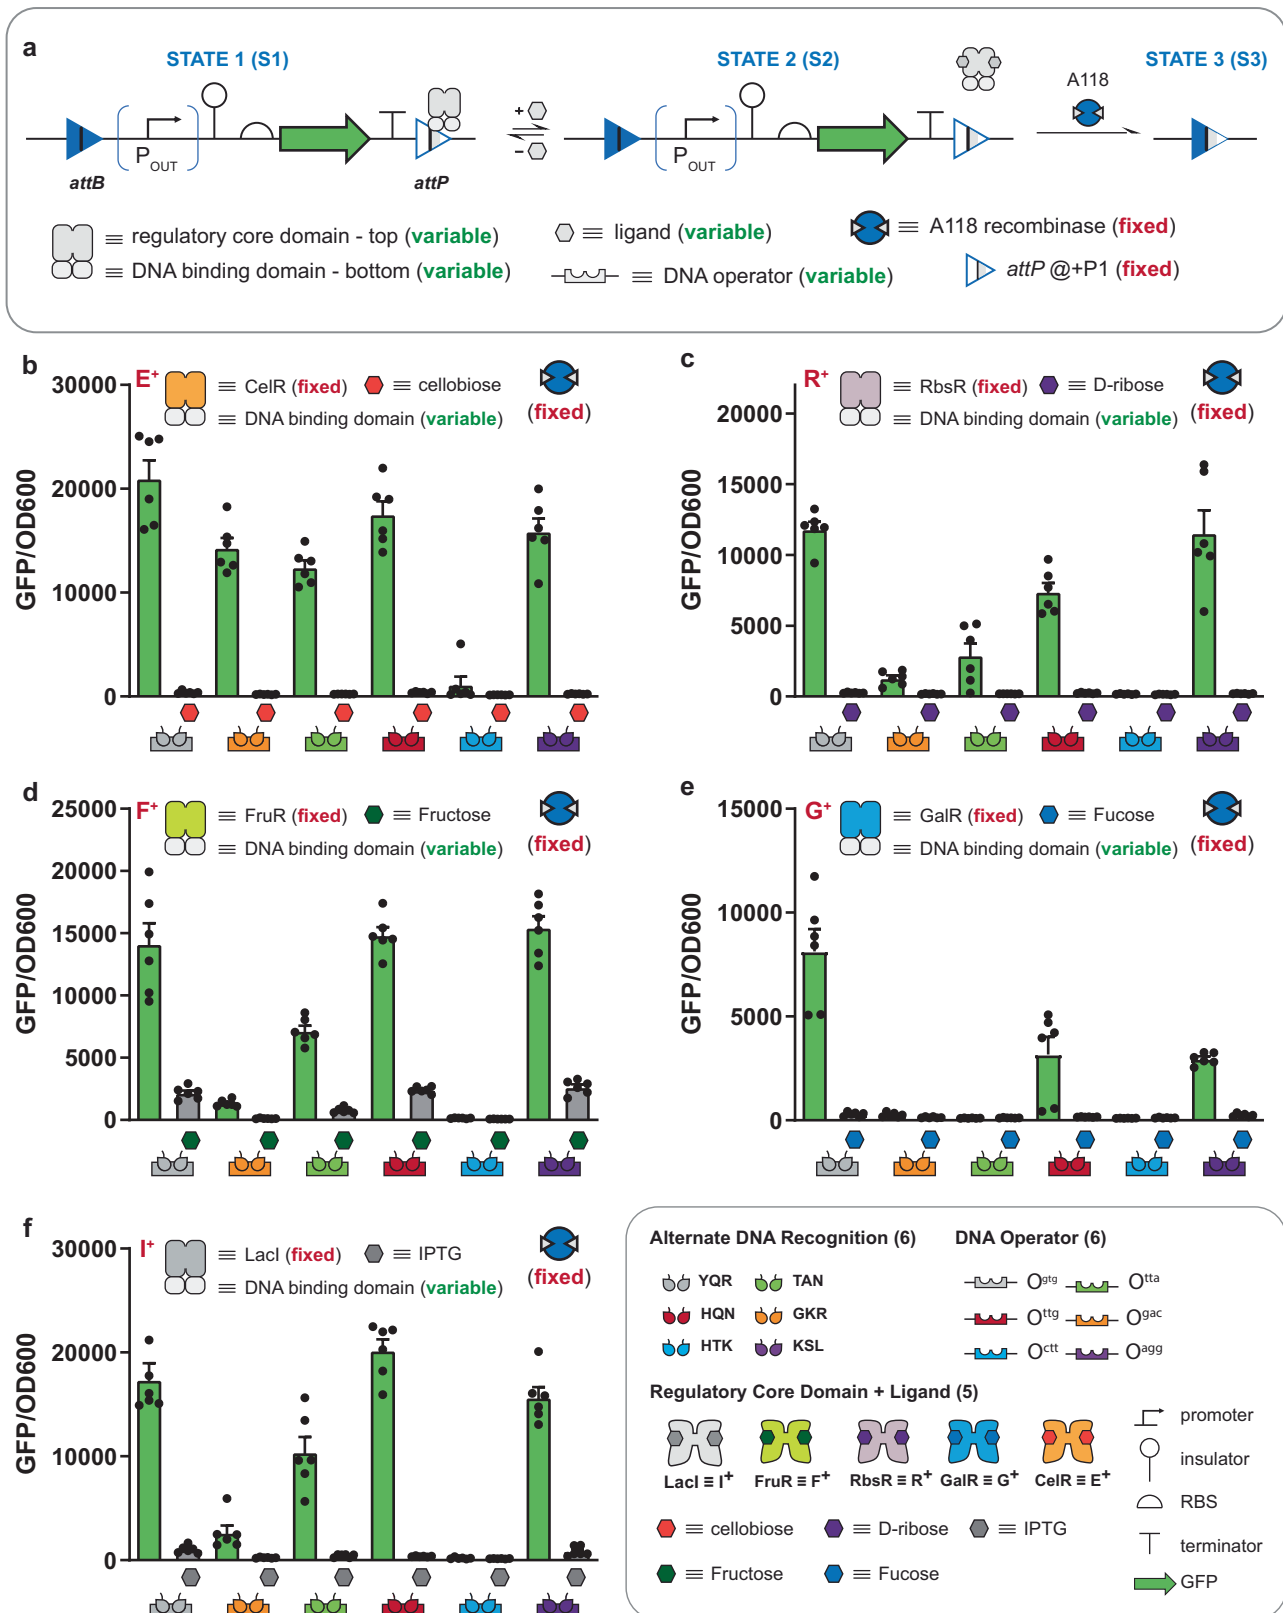 a
STATE 1 (S1)
STATE 2 (S2)
STATE 3 (S3)
A118
+
-
POUT
POUT
attB
attP
≡ regulatory core domain - top (variable)
≡ DNA binding domain - bottom (variable)
≡ ligand (variable)
≡ DNA operator (variable)
≡ A118 recombinase (fixed)
attP @+P1 (fixed)
b
E+
≡ CelR (fixed)
≡ cellobiose
≡ DNA binding domain (variable)
(fixed)
GFP/OD600
30000
20000
10000
0
c
R+
≡ RbsR (fixed)
≡ D-ribose
≡ DNA binding domain (variable)
(fixed)
GFP/OD600
20000
15000
10000
5000
0
d
F+
≡ FruR (fixed)
≡ Fructose
≡ DNA binding domain (variable)
(fixed)
GFP/OD600
25000
20000
15000
10000
5000
0
e
G+
≡ GalR (fixed)
≡ Fucose
≡ DNA binding domain (variable)
(fixed)
GFP/OD600
15000
10000
5000
0
f
I+
≡ LacI (fixed)
≡ IPTG
≡ DNA binding domain (variable)
(fixed)
GFP/OD600
30000
20000
10000
0
Alternate DNA Recognition (6)
YQR TAN
HQN GKR
HTK KSL
DNA Operator (6)
Ogtg Otta
Ottg Ogac
Octt Oagg
Regulatory Core Domain + Ligand (5)
LacI ≡ I+ FruR ≡ F+ RbsR ≡ R+ GalR ≡ G+ CelR ≡ E+
≡ cellobiose ≡ D-ribose ≡ IPTG
≡ Fructose ≡ Fucose
promoter
insulator
RBS
terminator
GFP